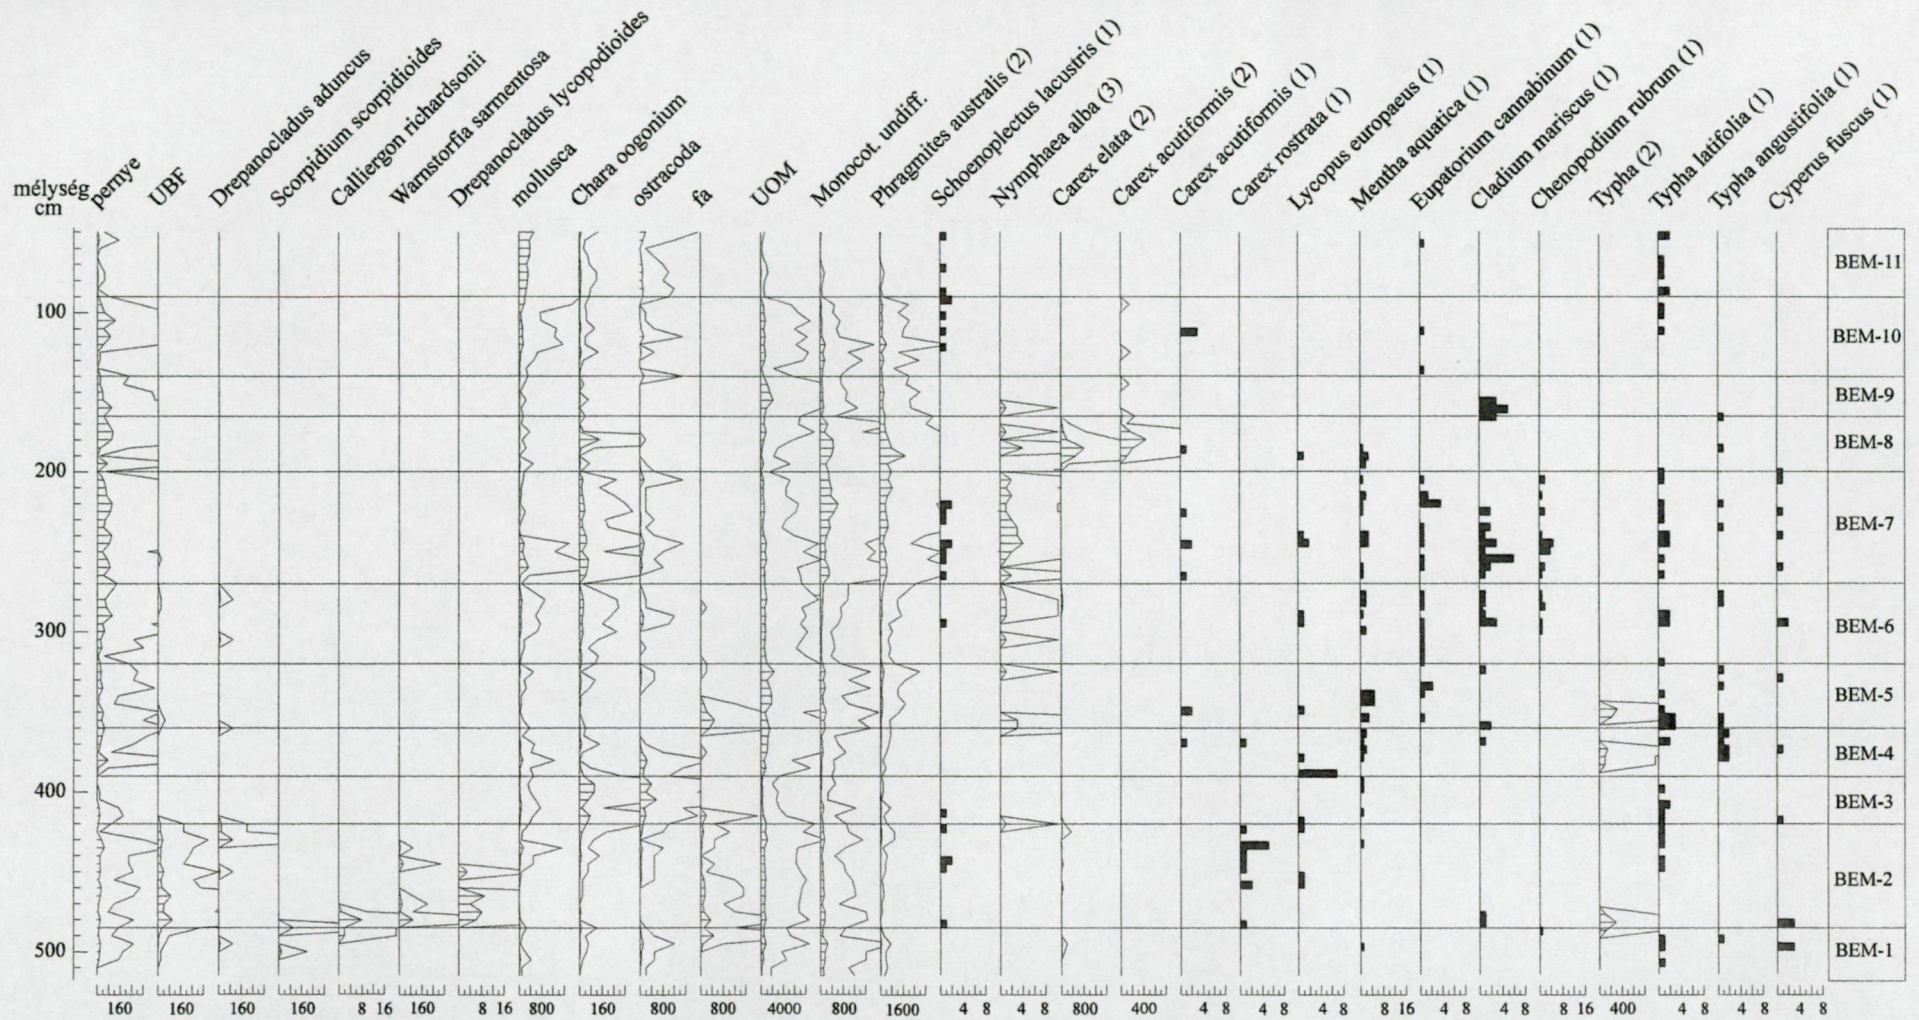 mélység
cm
pernye
UBF
Drepanocladus aduncus
Scorpidium scorpidioides
Calliergon richardsonii
Warnstorfia sarmentosa
Drepanocladus lycopodioides
mollusca
Chara oogonium
ostracoda
fa
UOM
Monocot. undiff.
Phragmites australis (2)
Schoenoplectus lacustris (1)
Nymphaea alba (3)
Carex elata (2)
Carex acutiformis (2)
Carex acutiformis (1)
Carex rostrata (1)
Lycopus europaeus (1)
Mentha aquatica (1)
Eupatorium cannabinum (1)
Cladium mariscus (1)
Chenopodium rubrum (1)
Typha (2)
Typha latifolia (1)
Typha angustifolia (1)
Cyperus fuscus (1)
BEM-11
100
BEM-10
BEM-9
BEM-8
200
BEM-7
300
BEM-6
BEM-5
BEM-4
400
BEM-3
BEM-2
500
BEM-1
160 160 160 160 8 16 160 8 16 800 160 800 800 4000 800 1600 4 8 4 8 800 400 4 8 4 8 4 8 8 16 4 8 4 8 8 16 400 4 8 4 8 4 8